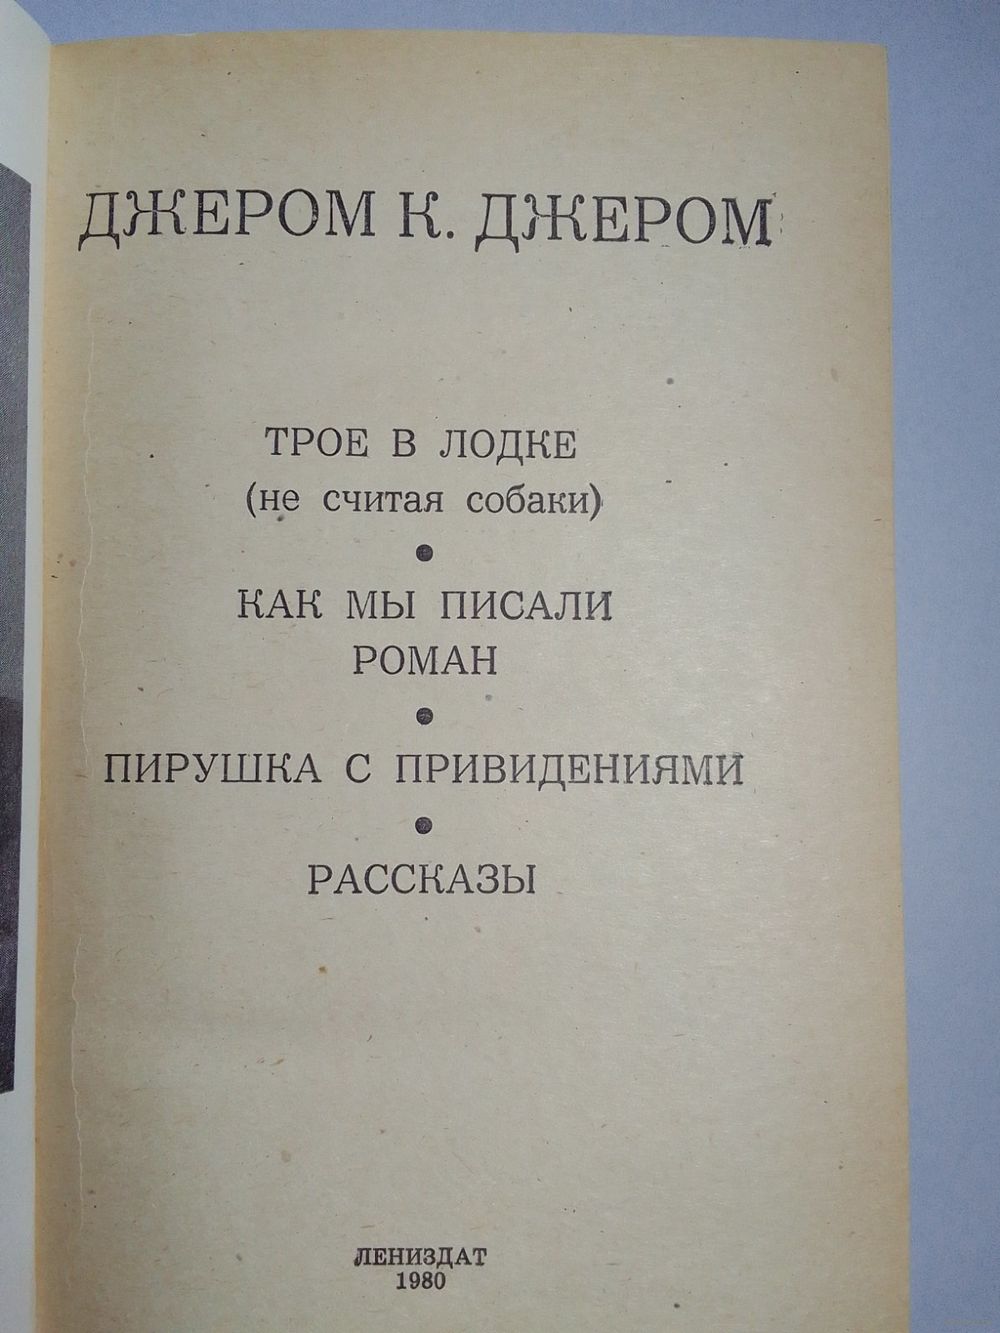 ДЖЕРОМ К. ДЖЕРОМ
ТРОЕ В ЛОДКЕ
(не считая собаки)
КАК МЫ ПИСАЛИ
РОМАН
ПИРУШКА С ПРИВИДЕНИЯМИ
РАССКАЗЫ
ЛЕНИЗДАТ
1980